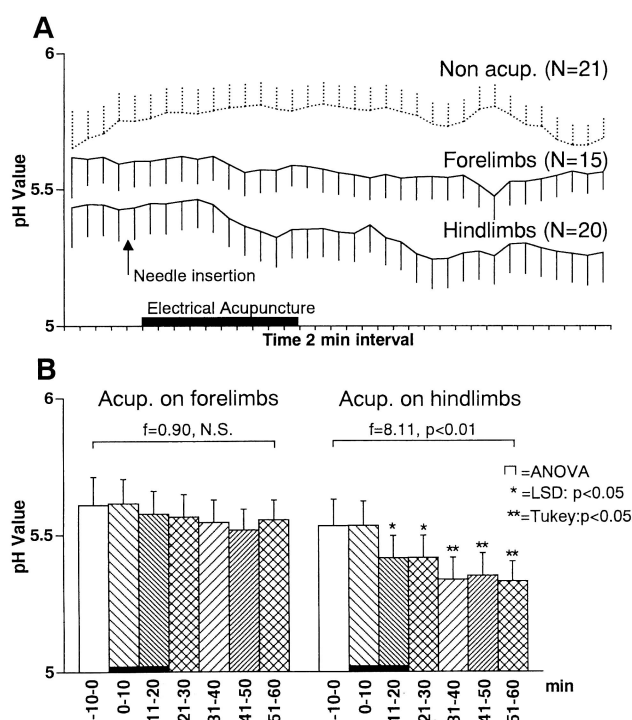 A
6
Non acup. (N=21)
Forelimbs (N=15)
5.5
pH Value
Hindlimbs (N=20)
Needle insertion
Electrical Acupuncture
5
Time 2 min interval
B
6
Acup. on forelimbs
Acup. on hindlimbs
f=0.90, N.S.
f=8.11, p<0.01
=ANOVA
* =LSD: p<0.05
**=Tukey:p<0.05
5.5
pH Value
* * ** ** **
5
min
-10-0 0-10 11-20 21-30 31-40 41-50 51-60
-10-0 0-10 11-20 21-30 31-40 41-50 51-60